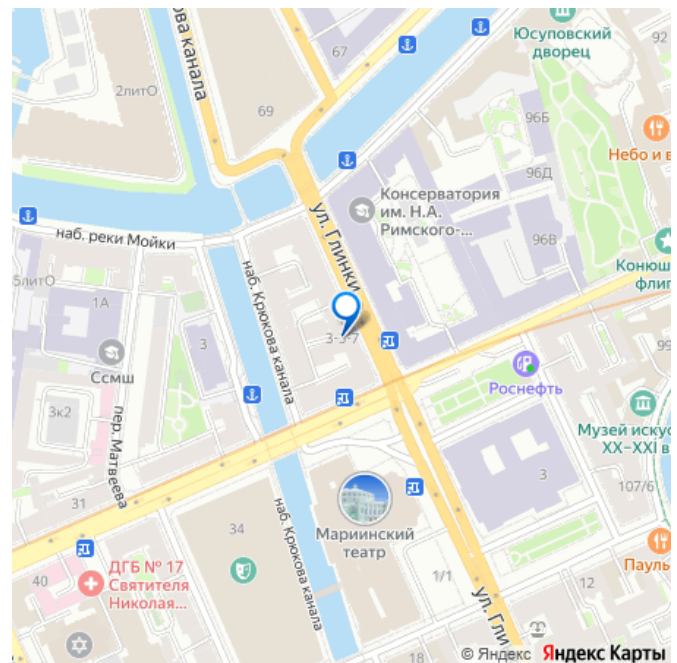 ова канала
67
Юсуповский
дворец
92
2литО
69
96Б
Небо и в
96Д
Консерватория
им. Н.А.
Римского-...
ул. Глинки
наб. реки Мойки
96В
Конюш
флиг
5литО
1А
наб. Крюкова канала
3-5-7
3
Ссмш
Роснефть
99
3к2
пер. Матвеева
Музей искус
XX–XXI в
31
3
107/6
34
наб. Крюкова канала
Мариинский
театр
40
ДГБ № 17
Святителя
Николая...
1/1
12
Пауль
ул. Гли
18
© Яндекс Яндекс Карты